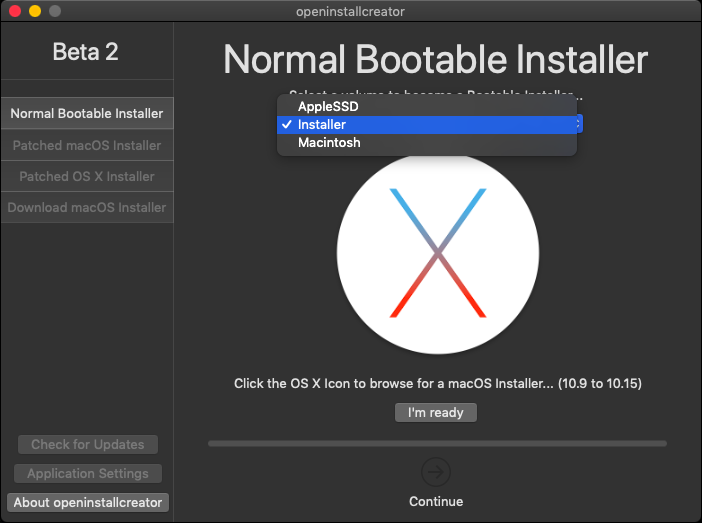 openinstallcreator
Beta 2
Normal Bootable Installer
Patched macOS Installer
Patched OS X Installer
Download macOS Installer
Check for Updates
Application Settings
About openinstallcreator
Normal Bootable Installer
Select a volume to become a Bootable Installer...
AppleSSD
✓ Installer
Macintosh
Click the OS X Icon to browse for a macOS Installer... (10.9 to 10.15)
I'm ready
Continue